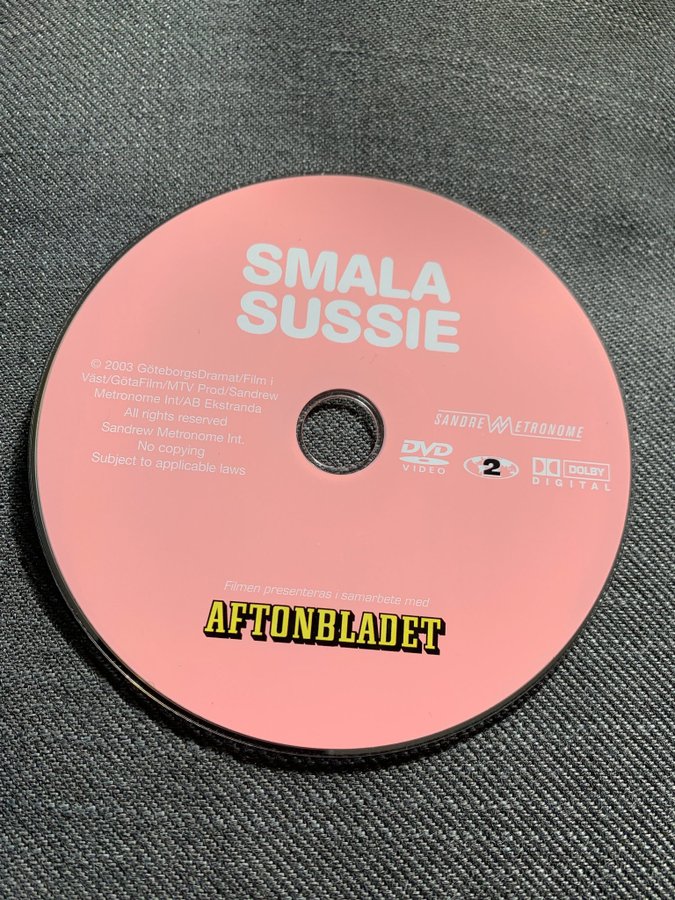 SMALA
SUSSIE
© 2003 GöteborgsDramat/Film i
Väst/GötaFilm/MTV Prod/Sandrew
Metronome Int/AB Ekstranda
All rights reserved
Sandrew Metronome Int.
No copying
Subject to applicable laws
SANDREW METRONOME
DVD
VIDEO
2
DOLBY
DIGITAL
Filmen presenteras i samarbete med
AFTONBLADET